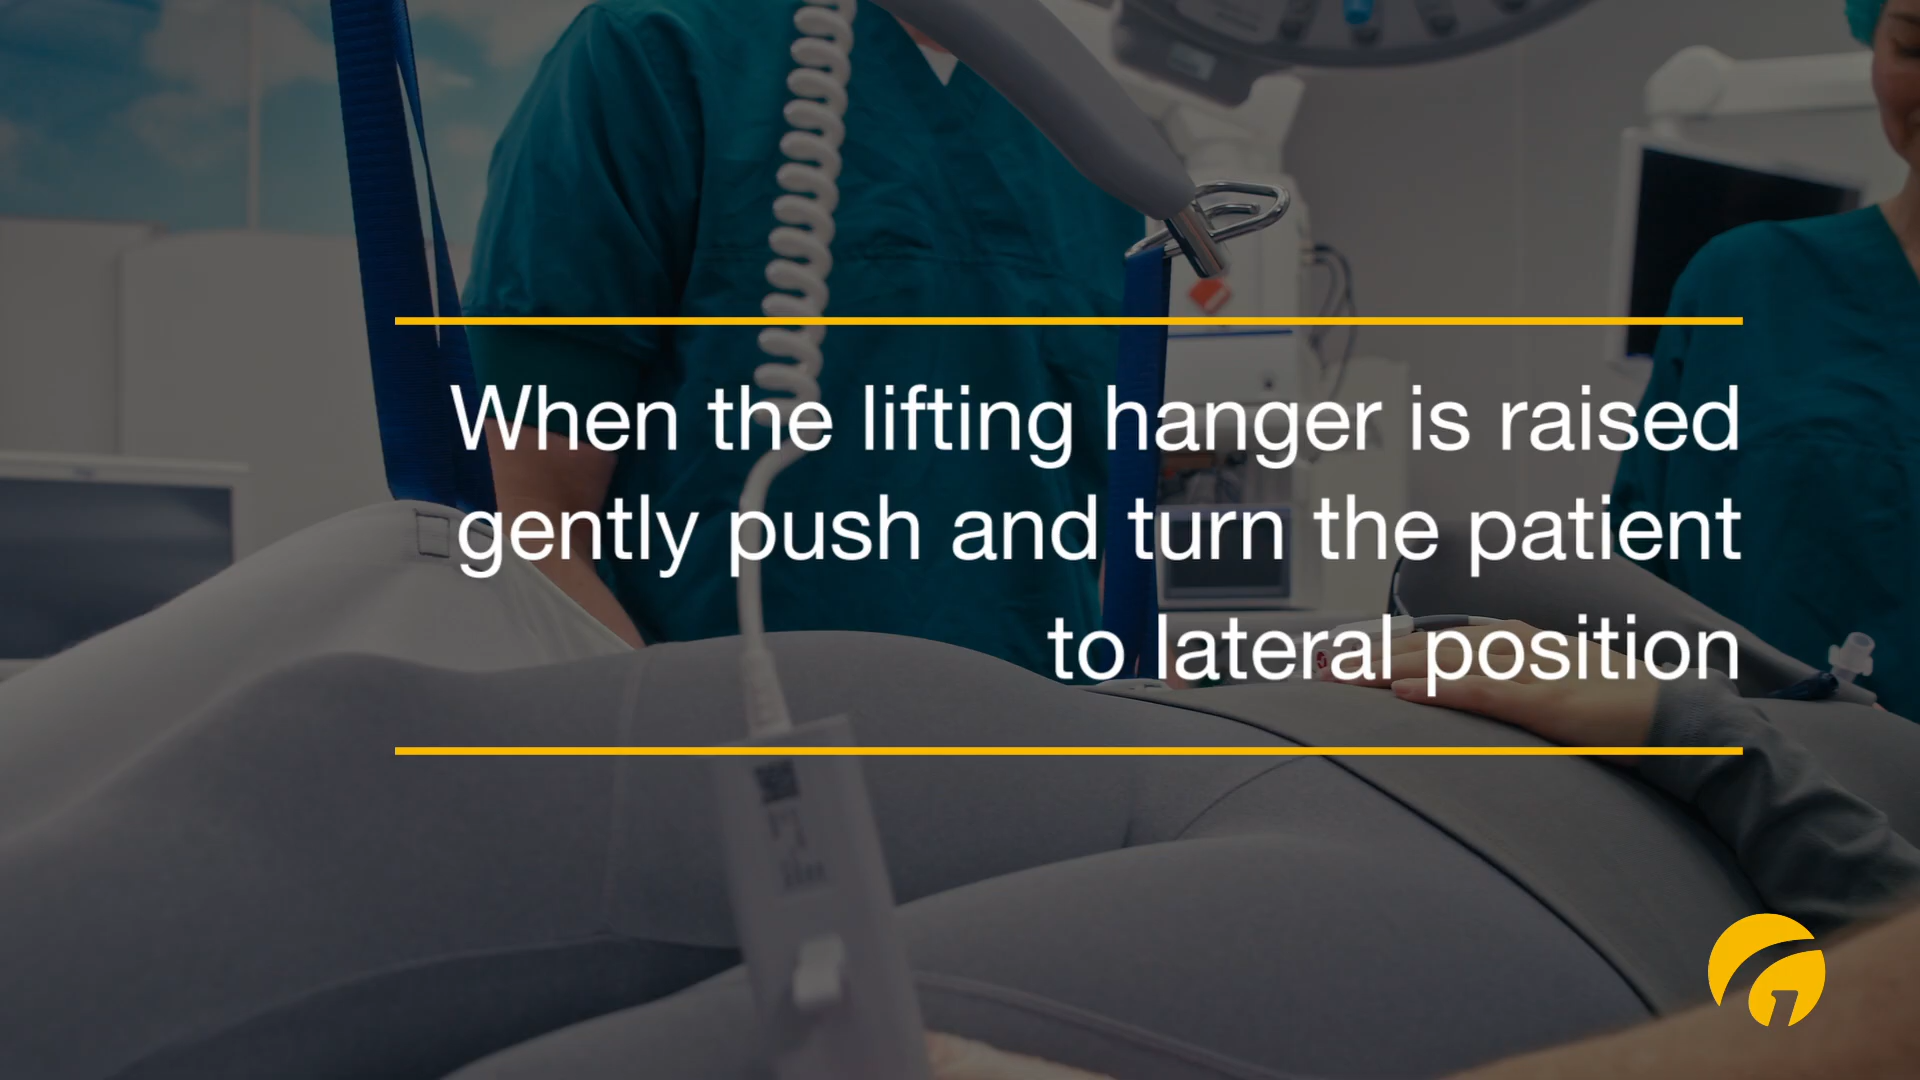 When the lifting hanger is raised
gently push and turn the patient
to lateral position